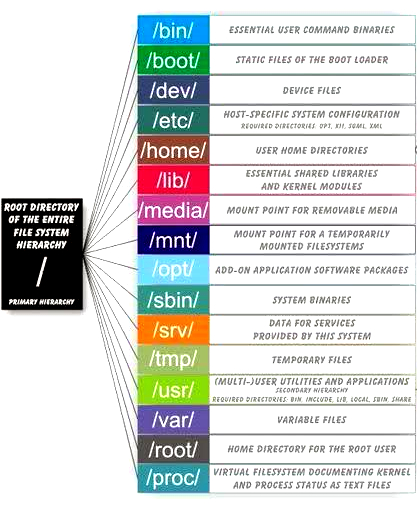 /bin/ ESSENTIAL USER COMMAND BINARIES
/boot/ STATIC FILES OF THE BOOT LOADER
/dev/ DEVICE FILES
/etc/ HOST-SPECIFIC SYSTEM CONFIGURATION
REQUIRED DIRECTORIES: OPT, X11, SGML, XML
/home/ USER HOME DIRECTORIES
/lib/ ESSENTIAL SHARED LIBRARIES
AND KERNEL MODULES
/media/ MOUNT POINT FOR REMOVABLE MEDIA
/mnt/ MOUNT POINT FOR A TEMPORARILY
MOUNTED FILESYSTEMS
/opt/ ADD-ON APPLICATION SOFTWARE PACKAGES
/sbin/ SYSTEM BINARIES
/srv/ DATA FOR SERVICES
PROVIDED BY THIS SYSTEM
/tmp/ TEMPORARY FILES
/usr/ (MULTI-)USER UTILITIES AND APPLICATIONS
SECONDARY HIERARCHY
REQUIRED DIRECTORIES: BIN, INCLUDE, LIB, LOCAL, SBIN, SHARE
/var/ VARIABLE FILES
/root/ HOME DIRECTORY FOR THE ROOT USER
/proc/ VIRTUAL FILESYSTEM DOCUMENTING KERNEL
AND PROCESS STATUS AS TEXT FILES
ROOT DIRECTORY
OF THE ENTIRE
FILE SYSTEM
HIERARCHY
/
PRIMARY HIERARCHY